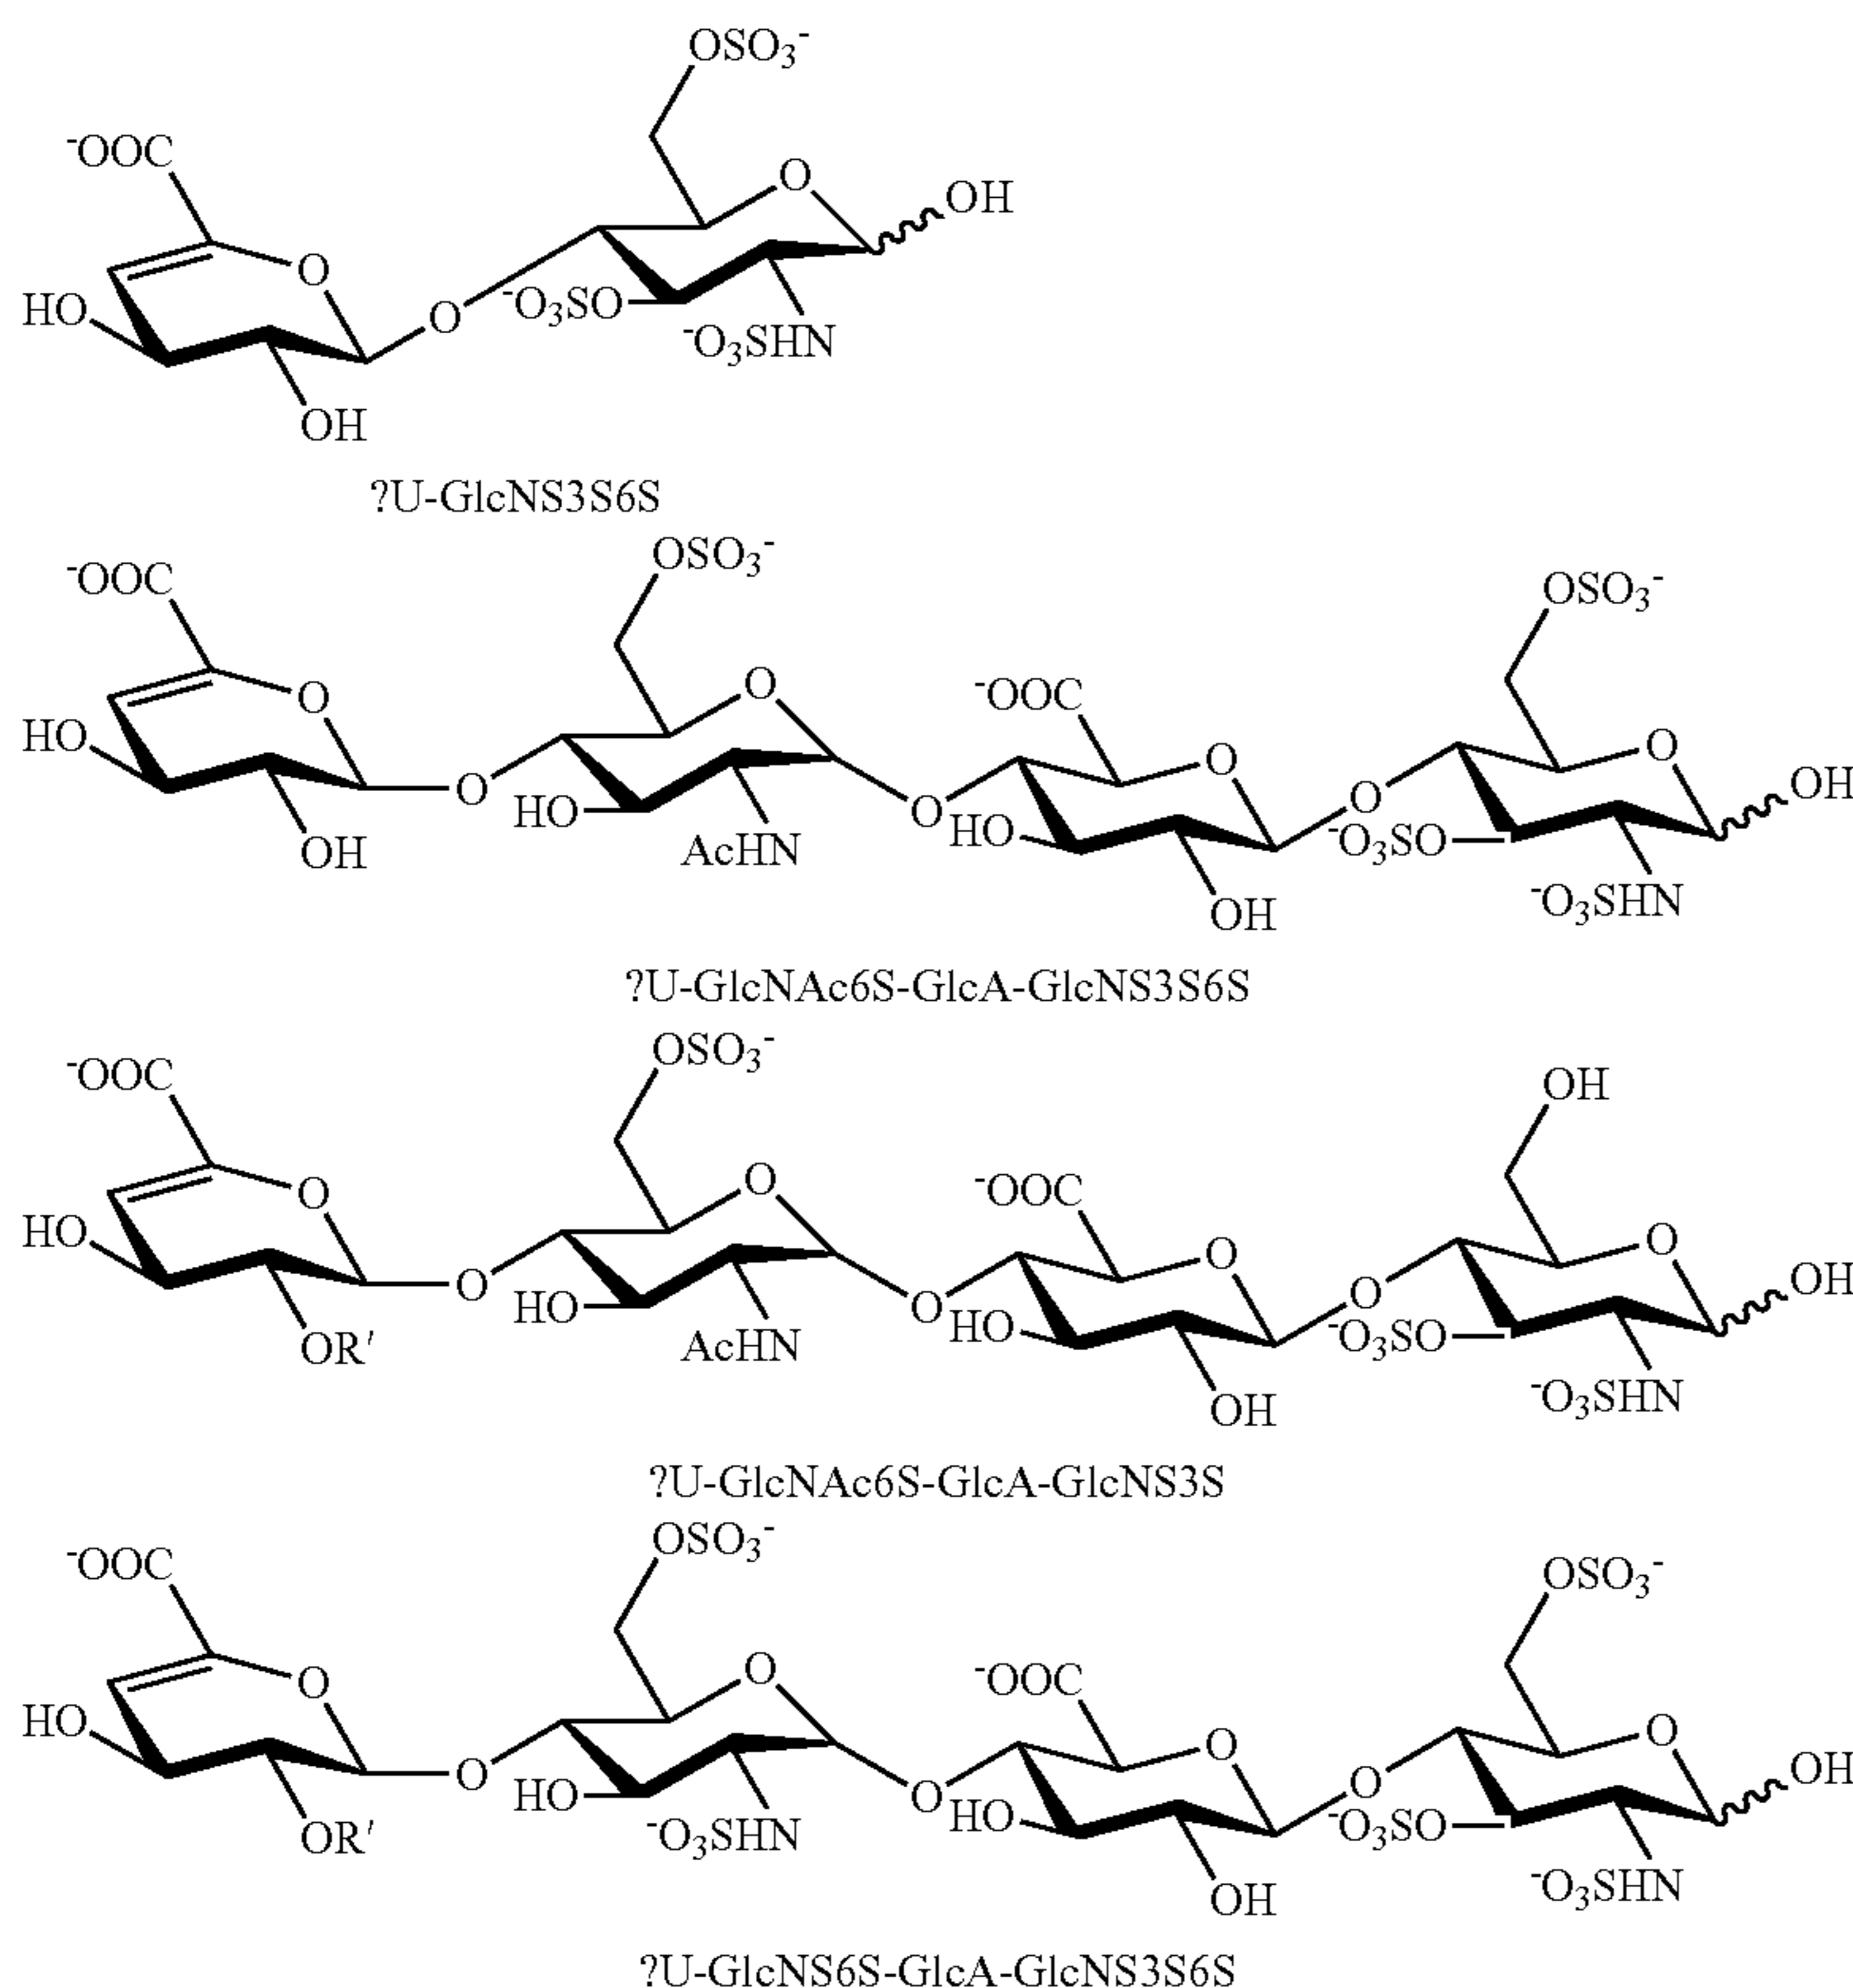 OSO₃⁻
⁻OOC
O
OH
O
HO
O
⁻O₃SO
⁻O₃SHN
OH
?U-GlcNS3S6S
OSO₃⁻
⁻OOC
OSO₃⁻
O
⁻OOC
O
HO
O
O
OH
O
HO
O
HO
O
⁻O₃SO
OH
AcHN
⁻O₃SHN
OH
?U-GlcNAc6S-GlcA-GlcNS3S6S
OSO₃⁻
⁻OOC
OH
O
⁻OOC
O
HO
O
O
OH
O
HO
O
HO
O
⁻O₃SO
OR'
AcHN
⁻O₃SHN
OH
?U-GlcNAc6S-GlcA-GlcNS3S
OSO₃⁻
⁻OOC
OSO₃⁻
O
⁻OOC
O
HO
O
O
OH
O
HO
O
HO
O
⁻O₃SO
OR'
⁻O₃SHN
⁻O₃SHN
OH
?U-GlcNS6S-GlcA-GlcNS3S6S